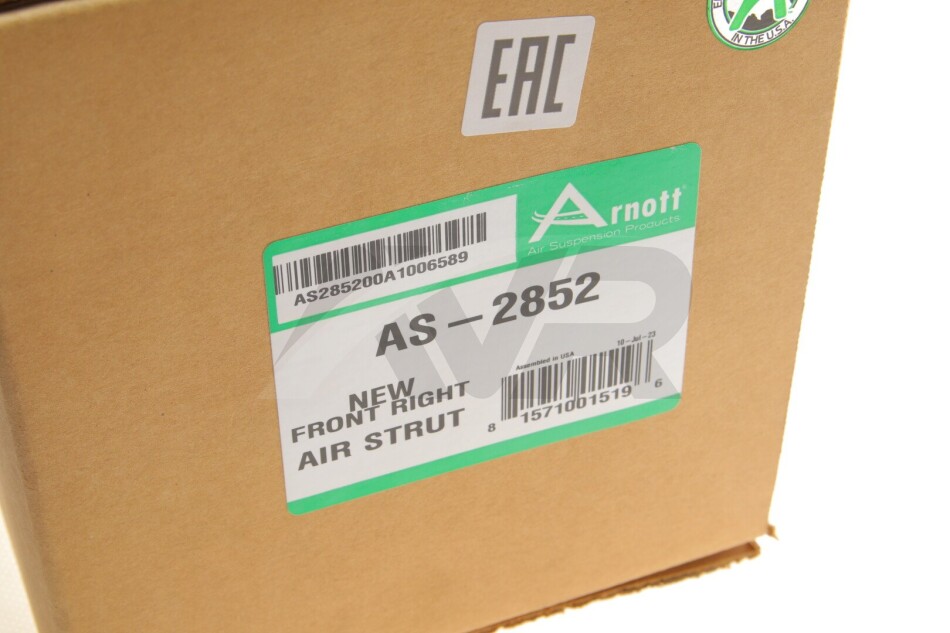 IN THE U.S.A.
EAC
Arnott
Air Suspension Products
AS285200A1006589
AS-2852
10-Jul-23
Assembled in USA
NEW
FRONT RIGHT
AIR STRUT
8 1571001519 6
AVR